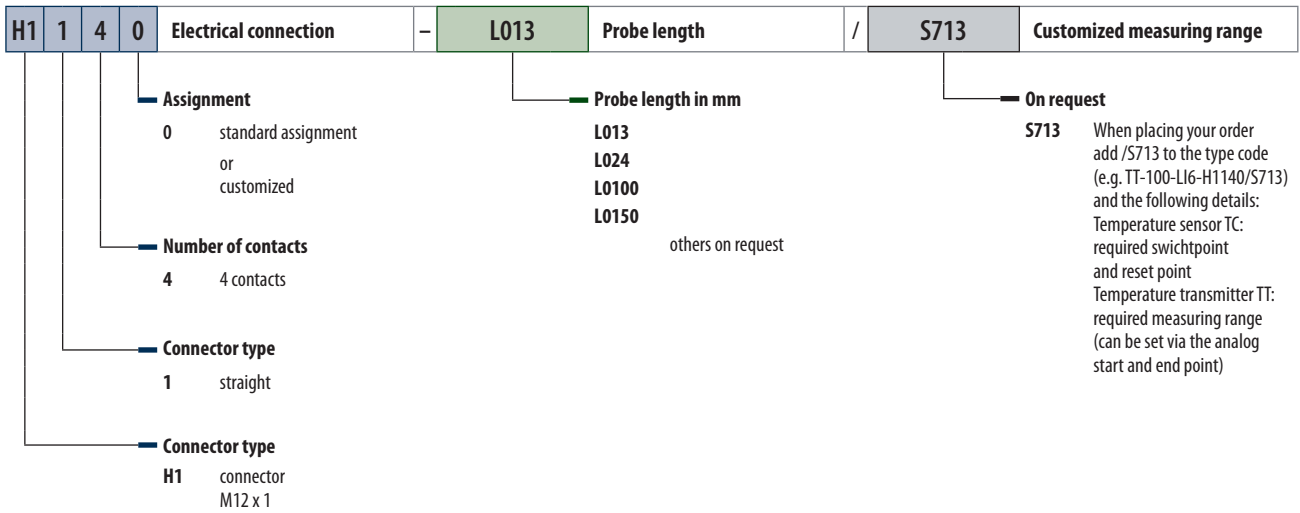 H1 1 4 0 Electrical connection – L013 Probe length / S713 Customized measuring range
Assignment
0 standard assignment
or
customized
Number of contacts
4 4 contacts
Connector type
1 straight
Connector type
H1 connector
M12 x 1
Probe length in mm
L013
L024
L0100
L0150
others on request
On request
S713 When placing your order
add /S713 to the type code
(e.g. TT-100-LI6-H1140/S713)
and the following details:
Temperature sensor TC:
required swichtpoint
and reset point
Temperature transmitter TT:
required measuring range
(can be set via the analog
start and end point)